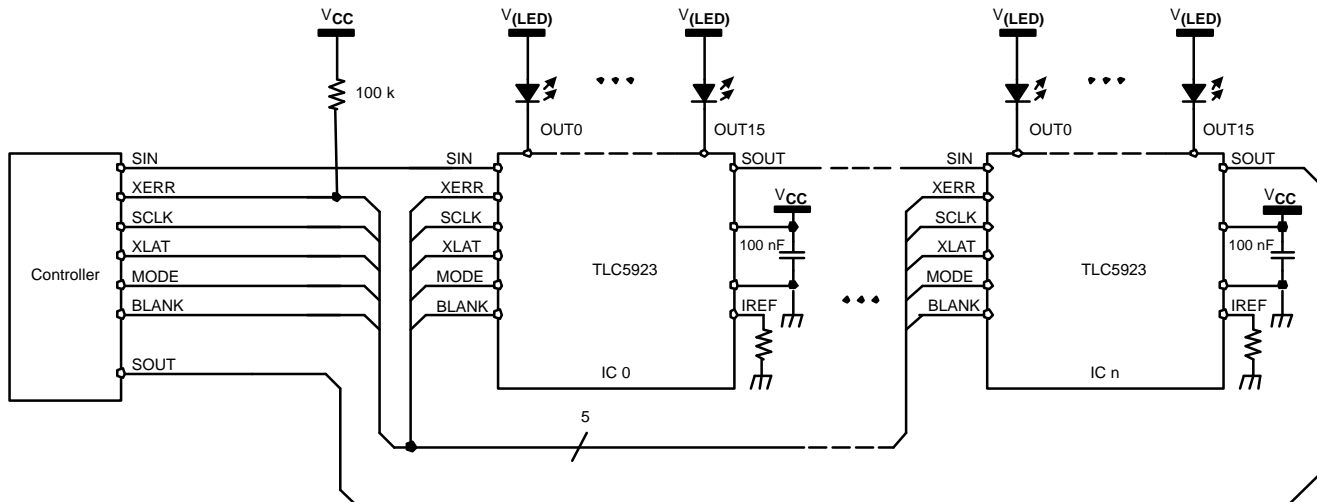 VCC
V(LED)
V(LED)
V(LED)
V(LED)
100 k
OUT0
OUT15
OUT0
OUT15
SIN
SIN
SOUT
SIN
SOUT
XERR
XERR
VCC
XERR
VCC
SCLK
SCLK
SCLK
100 nF
100 nF
XLAT
XLAT
XLAT
Controller
TLC5923
TLC5923
MODE
MODE
MODE
BLANK
BLANK
IREF
BLANK
IREF
SOUT
IC 0
IC n
5